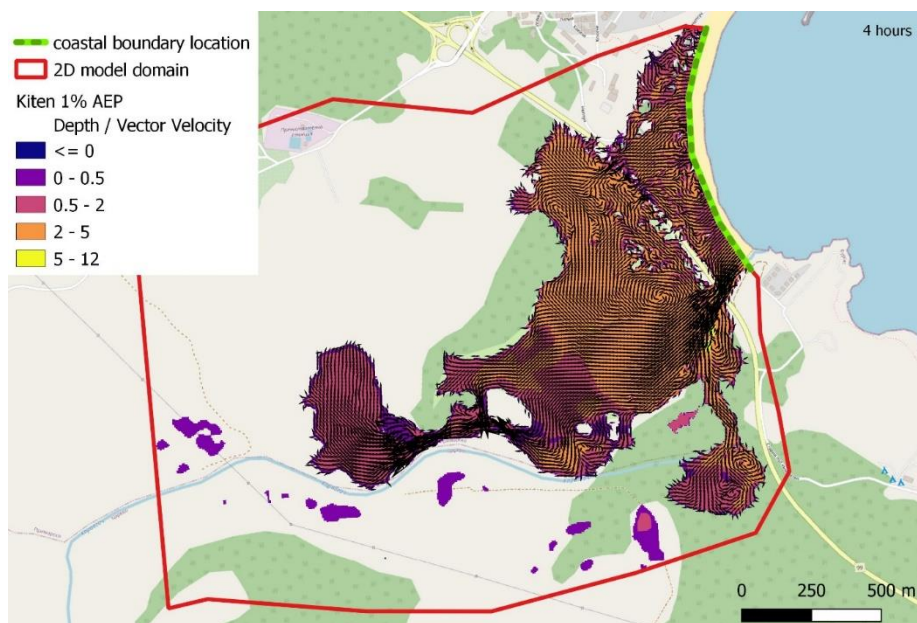 4 hours
coastal boundary location
2D model domain
Kiten 1% AEP
Depth / Vector Velocity
<= 0
0 - 0.5
0.5 - 2
2 - 5
5 - 12
0 250 500 m